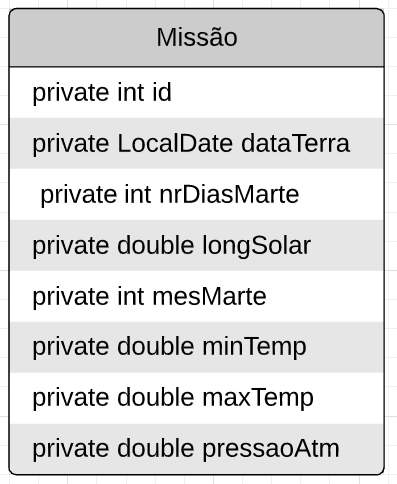 Missão
private int id
private LocalDate dataTerra
private int nrDiasMarte
private double longSolar
private int mesMarte
private double minTemp
private double maxTemp
private double pressaoAtm